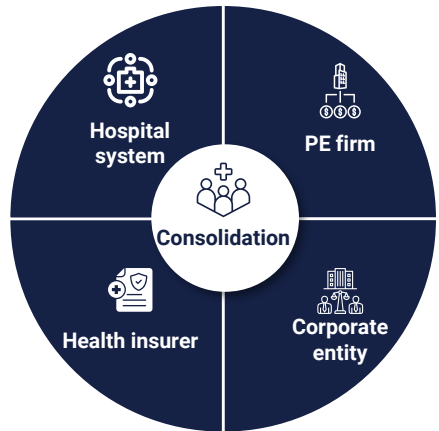 Hospital
system
PE firm
Consolidation
Health insurer
Corporate
entity